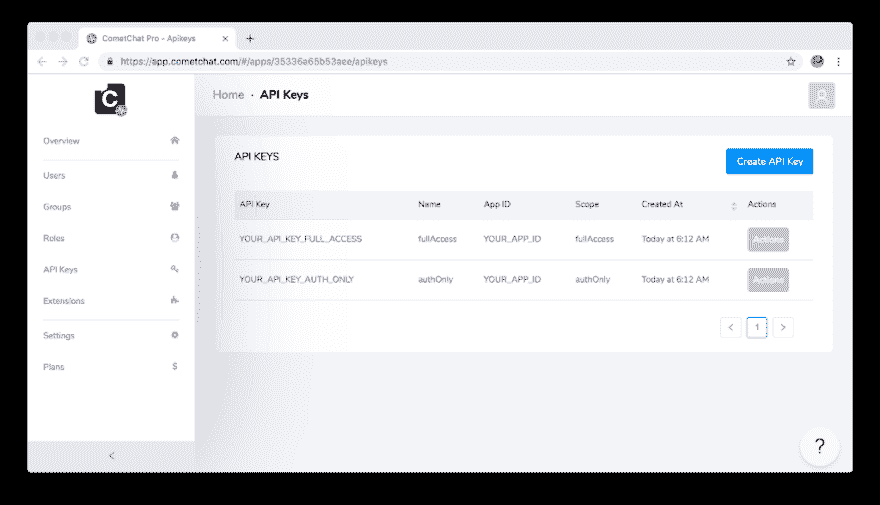 CometChat Pro - Apikeys
https://app.cometchat.com/#/apps/35336a65b53aee/apikeys
C
Home · API Keys
Overview
Users
Groups
Roles
API Keys
Extensions
Settings
Plans
API KEYS
Create API Key
API Key Name App ID Scope Created At Actions
YOUR_API_KEY_FULL_ACCESS fullAccess YOUR_APP_ID fullAccess Today at 6:12 AM Actions
YOUR_API_KEY_AUTH_ONLY authOnly YOUR_APP_ID authOnly Today at 6:12 AM Actions
< 1 >
<
?